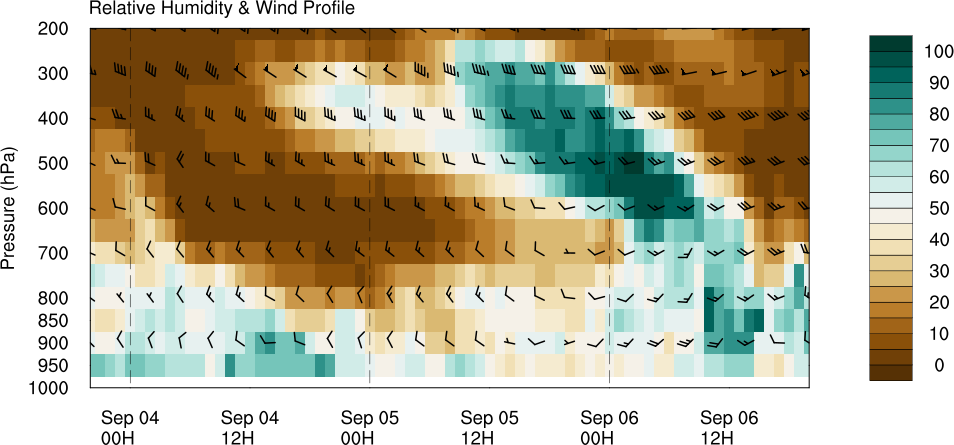 Relative Humidity & Wind Profile
200
300
400
500
600
700
800
850
900
950
1000
Pressure (hPa)
Sep 04 00H
Sep 04 12H
Sep 05 00H
Sep 05 12H
Sep 06 00H
Sep 06 12H
100
90
80
70
60
50
40
30
20
10
0